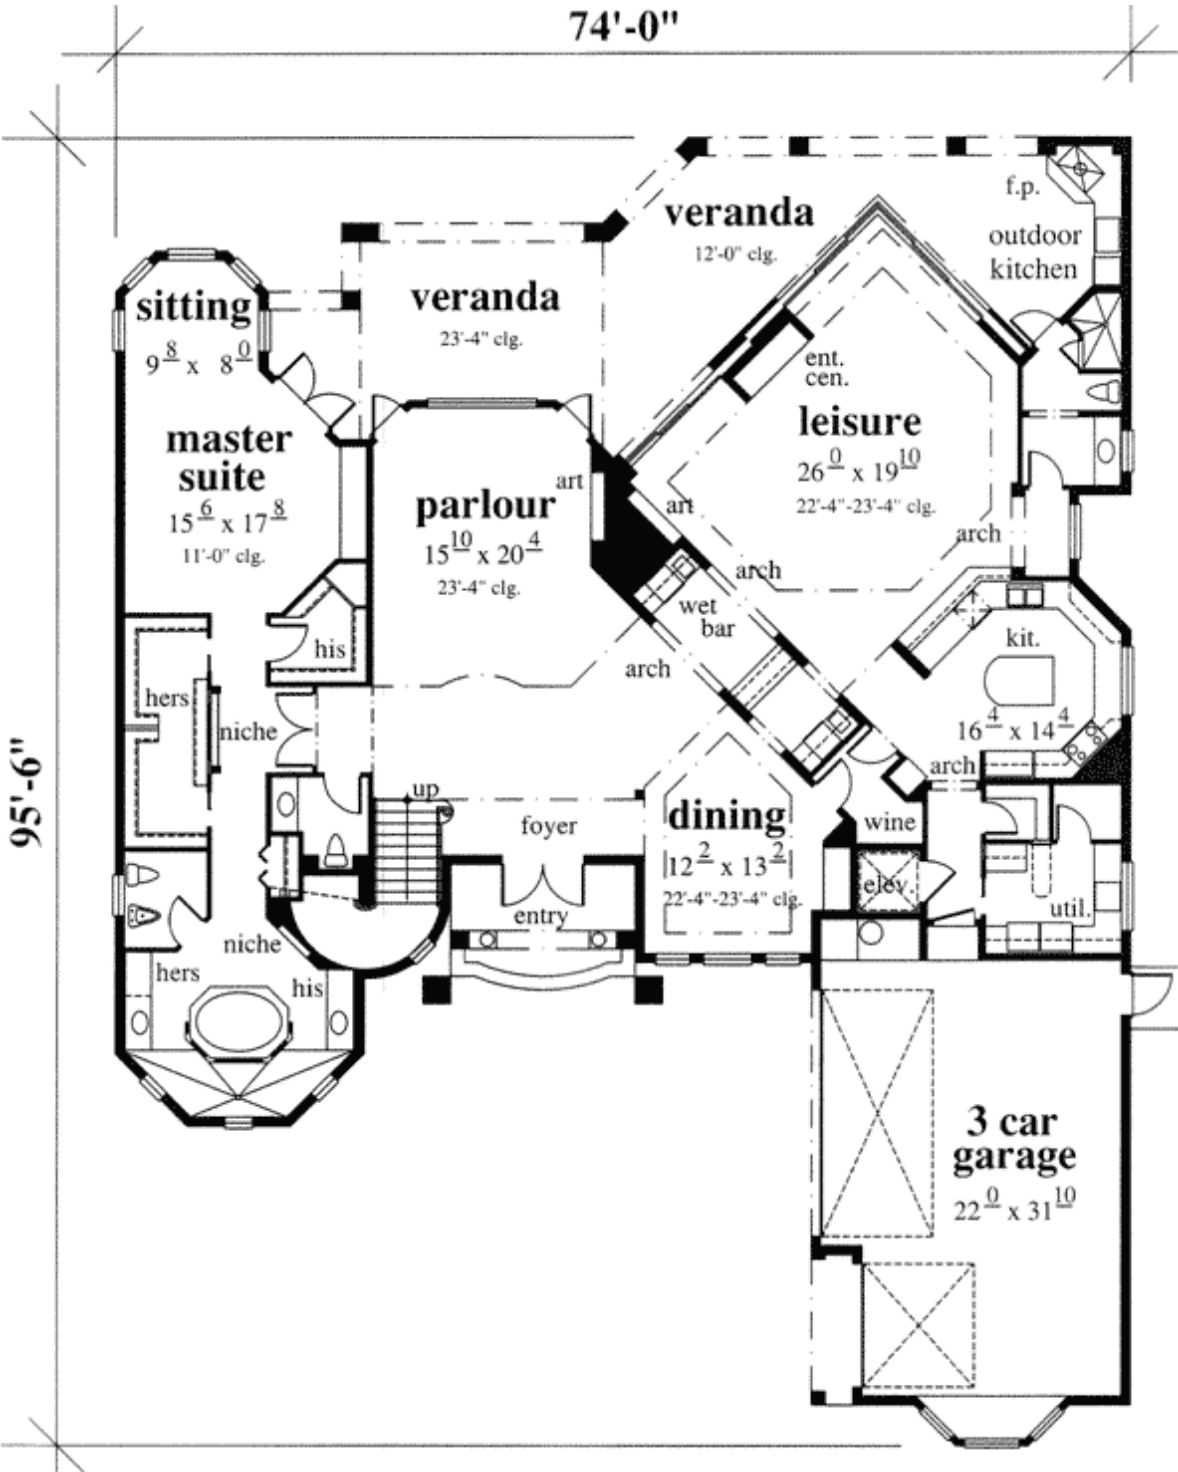 74'-0"
95'-6"
f.p.
outdoor
kitchen
veranda
12'-0" clg.
veranda
23'-4" clg.
sitting
9 8 x 8 0
master
suite
15 6 x 17 8
11'-0" clg.
ent.
cen.
leisure
26 0 x 19 10
22'-4"-23'-4" clg.
art
art
arch
parlour
15 10 x 20 4
23'-4" clg.
arch
wet
bar
arch
kit.
16 4 x 14 4
arch
his
hers
niche
up
foyer
dining
12 2 x 13 2
22'-4"-23'-4" clg.
wine
elev.
util.
entry
niche
hers
his
3 car
garage
22 0 x 31 10